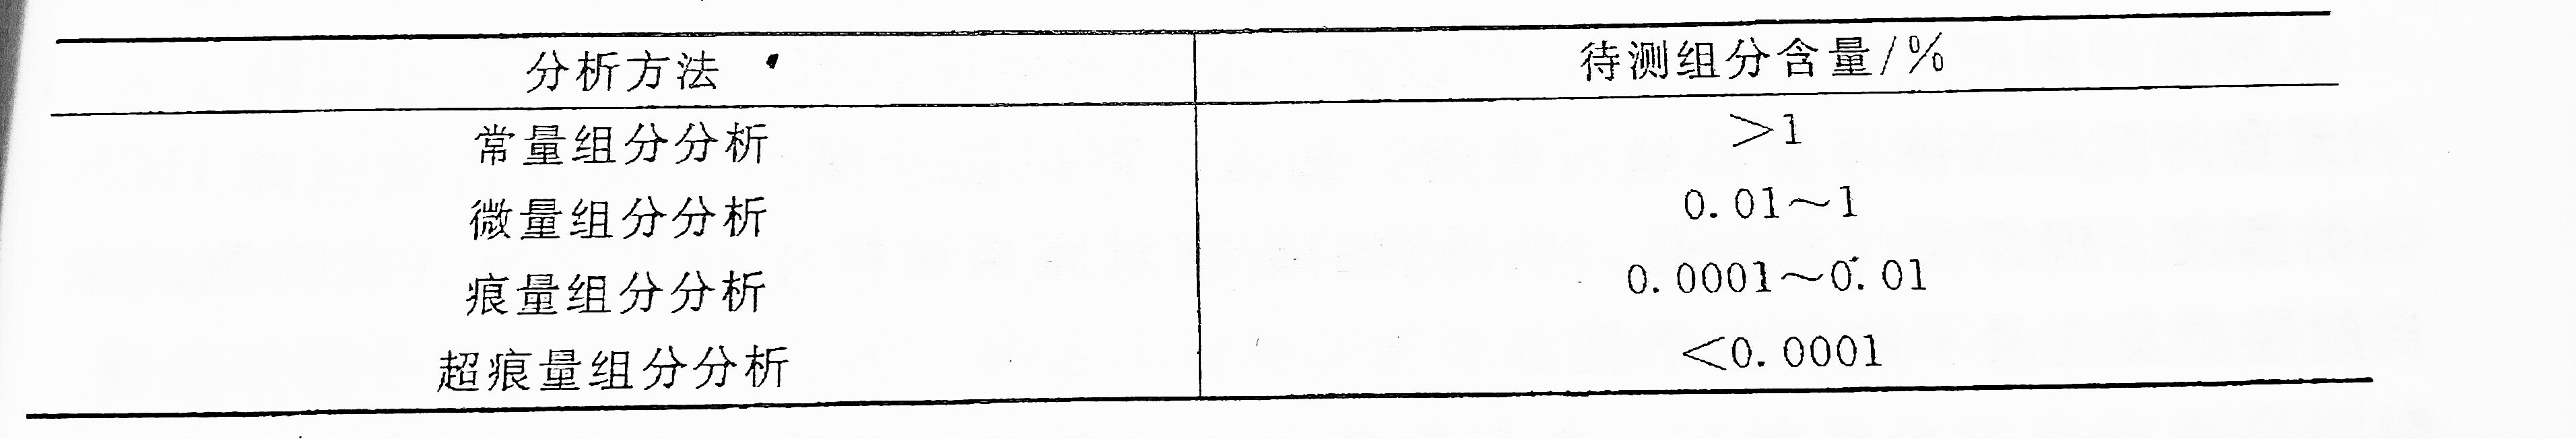 分析方法 待测组分含量/%
常量组分分析 >1
微量组分分析 0.01～1
痕量组分分析 0.0001～0.01
超痕量组分分析 <0.0001